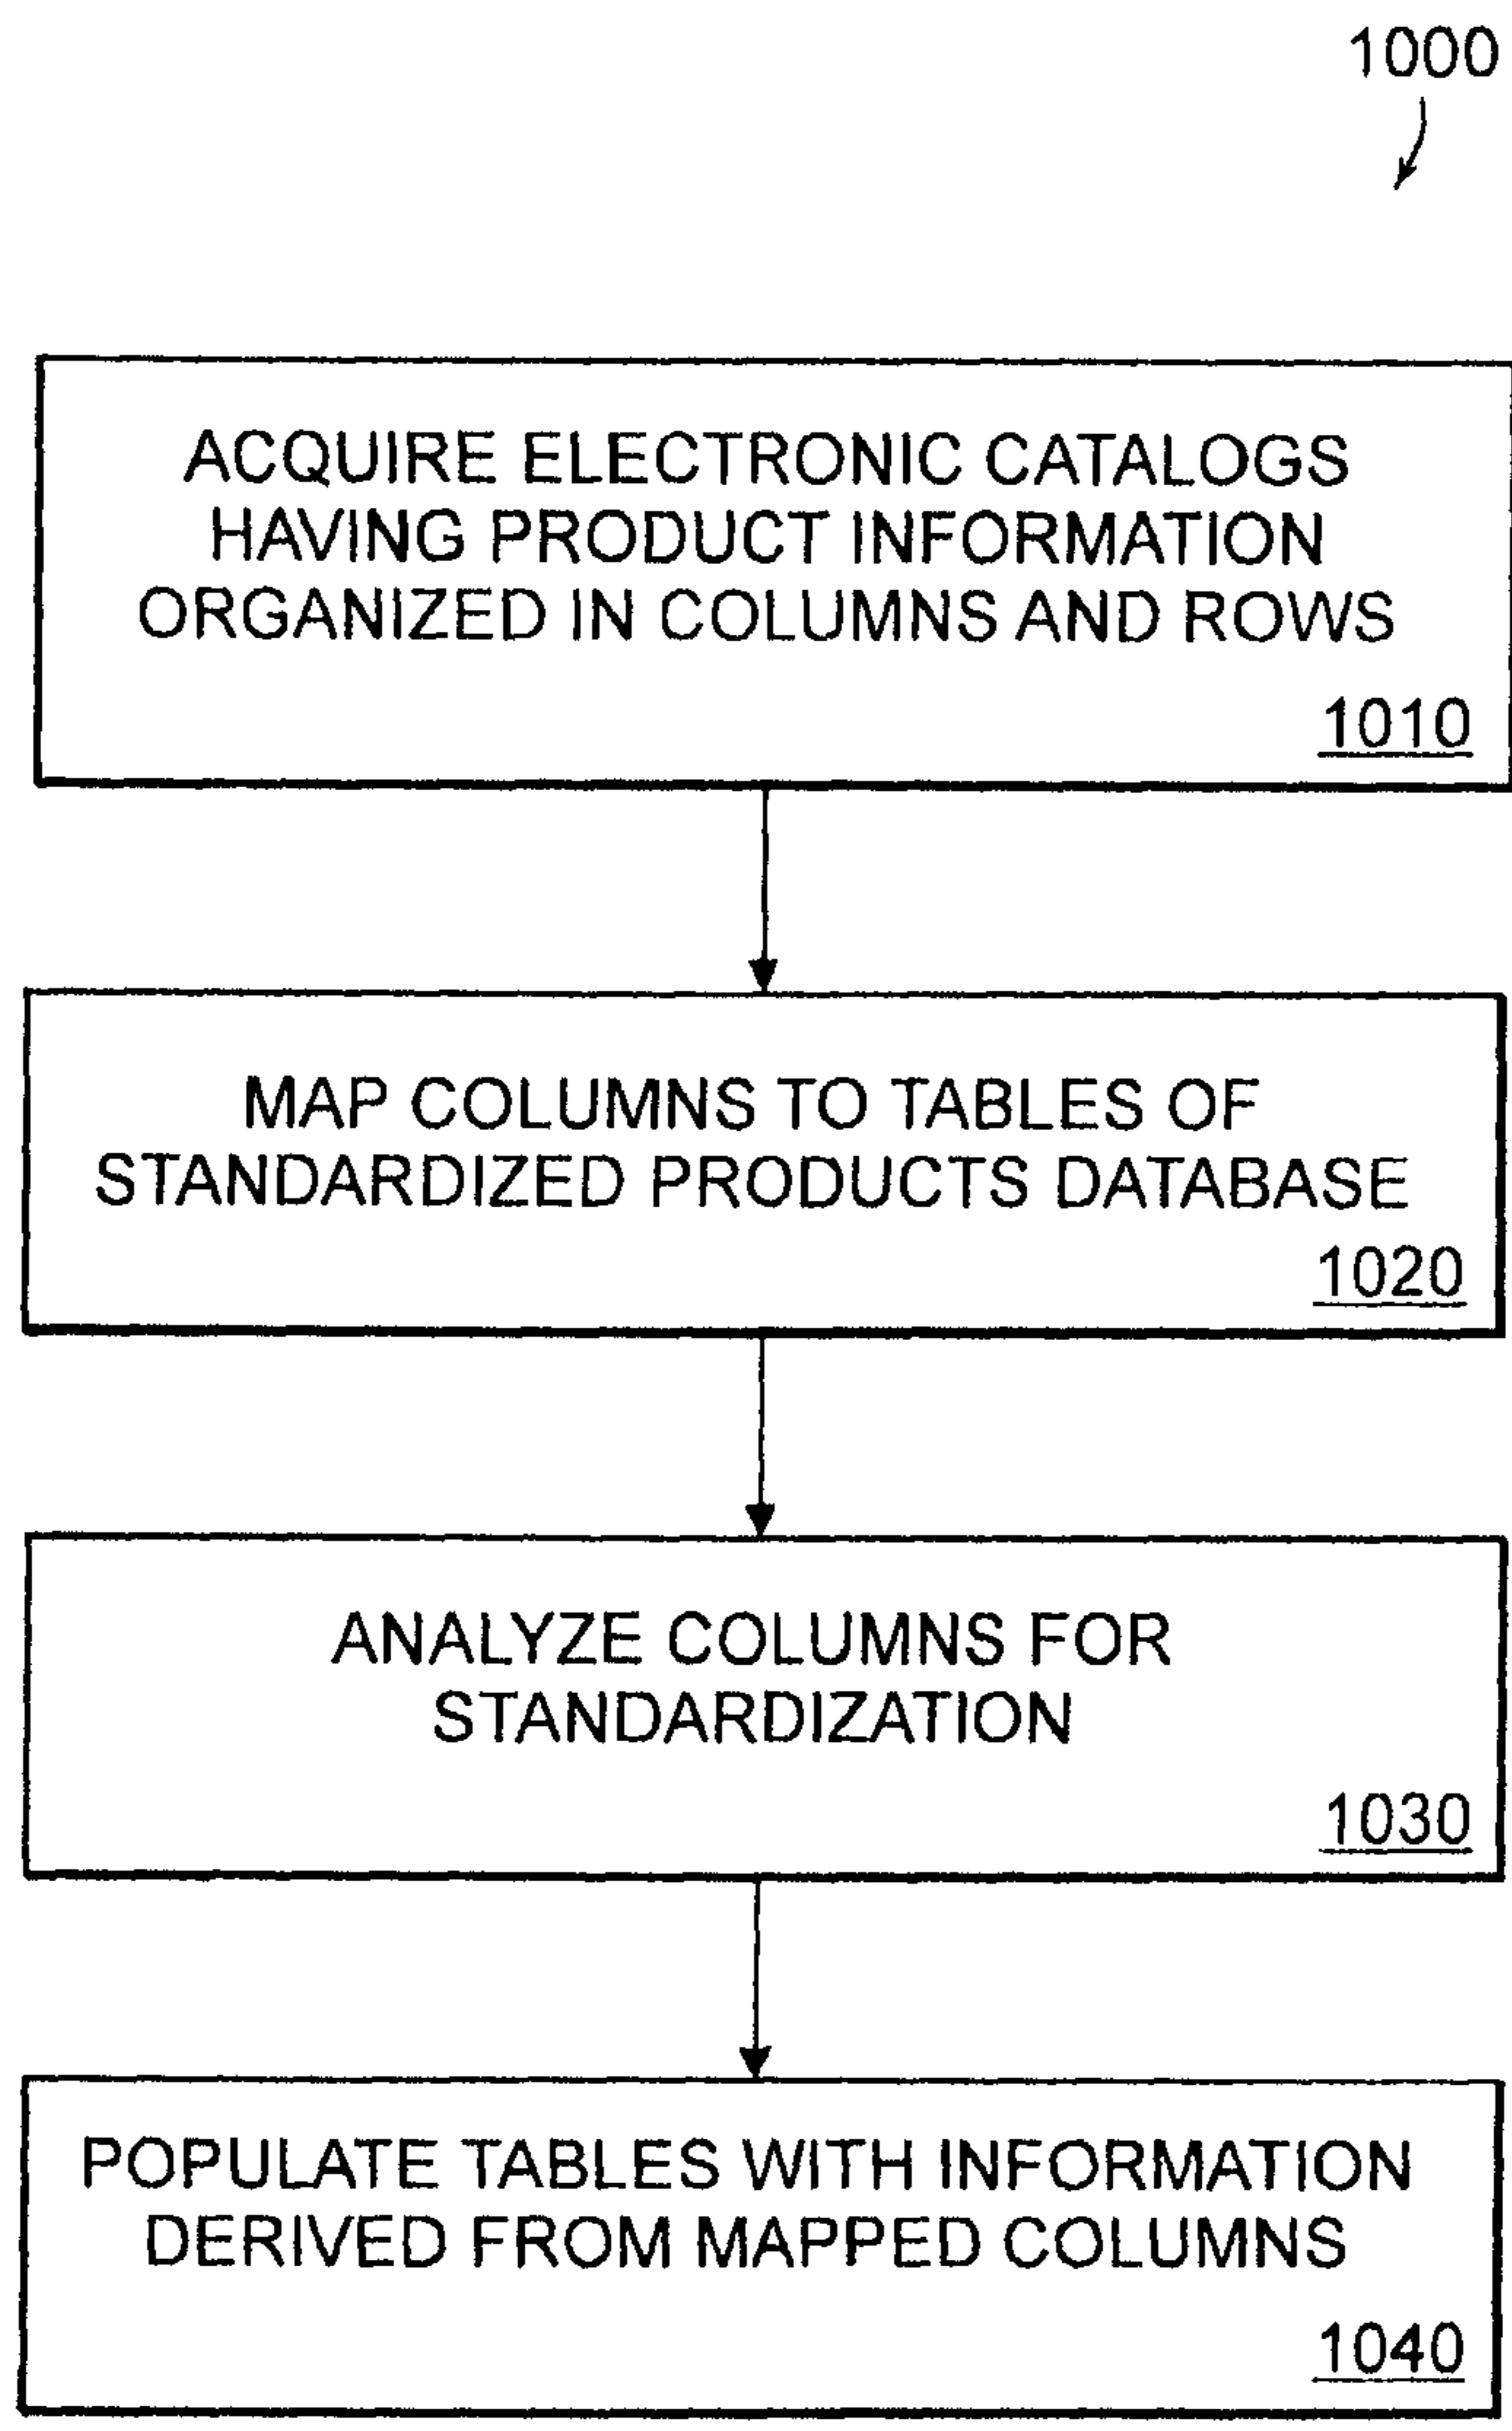 1000
ACQUIRE ELECTRONIC CATALOGS
HAVING PRODUCT INFORMATION
ORGANIZED IN COLUMNS AND ROWS
1010
MAP COLUMNS TO TABLES OF
STANDARDIZED PRODUCTS DATABASE
1020
ANALYZE COLUMNS FOR
STANDARDIZATION
1030
POPULATE TABLES WITH INFORMATION
DERIVED FROM MAPPED COLUMNS
1040